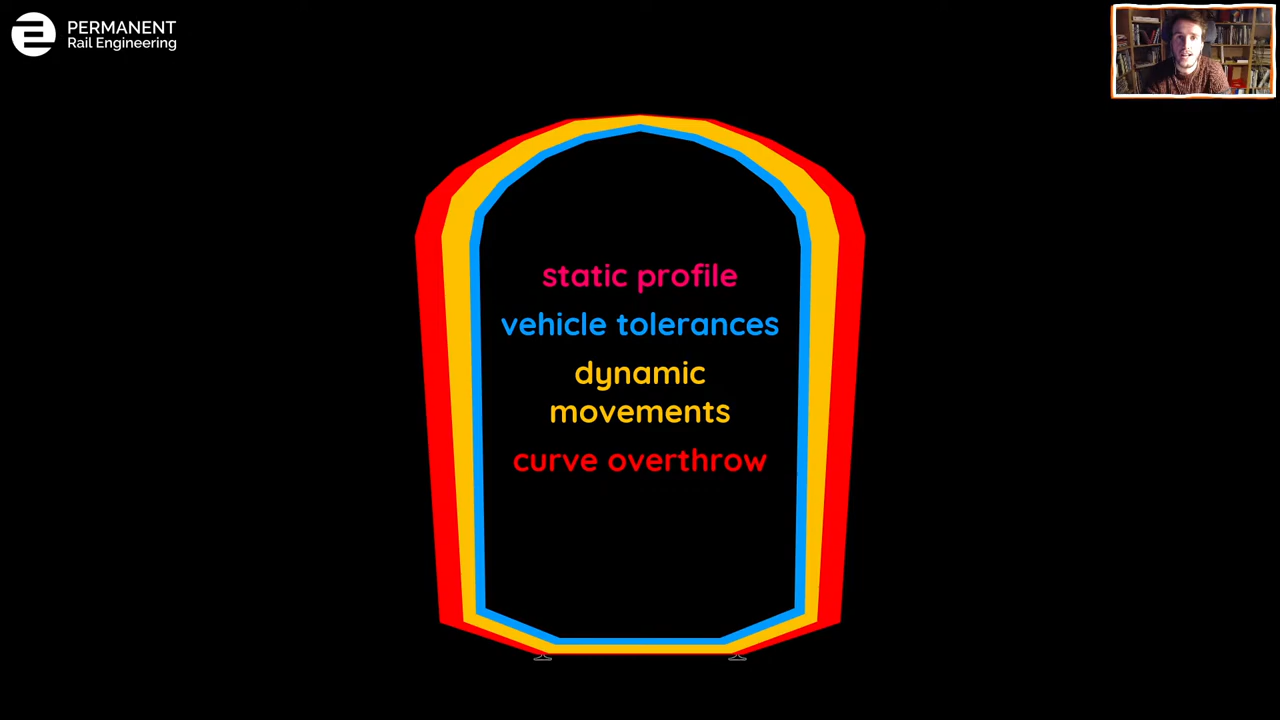 PERMANENT
Rail Engineering
static profile
vehicle tolerances
dynamic
movements
curve overthrow